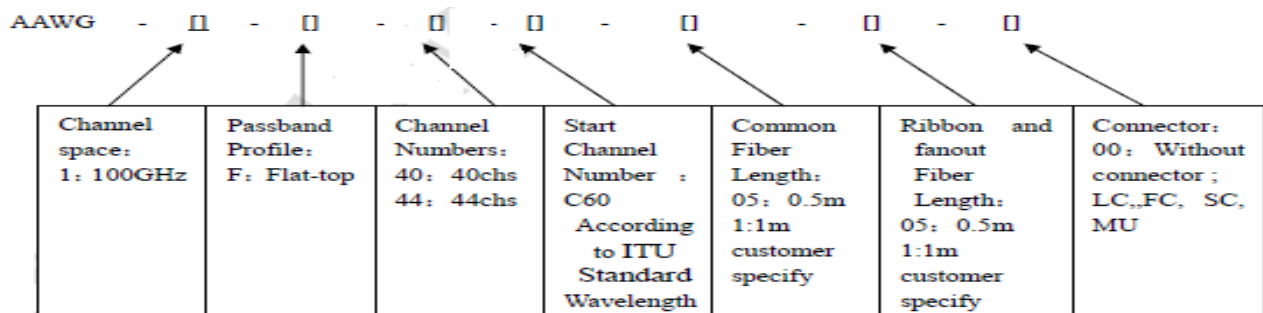 AAWG - [] - [] - [] - [] - [] - [] - []
Channel
space：
1：100GHz
Passband
Profile：
F：Flat-top
Channel
Numbers：
40：40chs
44：44chs
Start
Channel
Number：
C60
According
to ITU
Standard
Wavelength
Common
Fiber
Length：
05：0.5m
1:1m
customer
specify
Ribbon and
fanout
Fiber
Length：
05：0.5m
1:1m
customer
specify
Connector：
00：Without
connector；
LC,,FC, SC,
MU